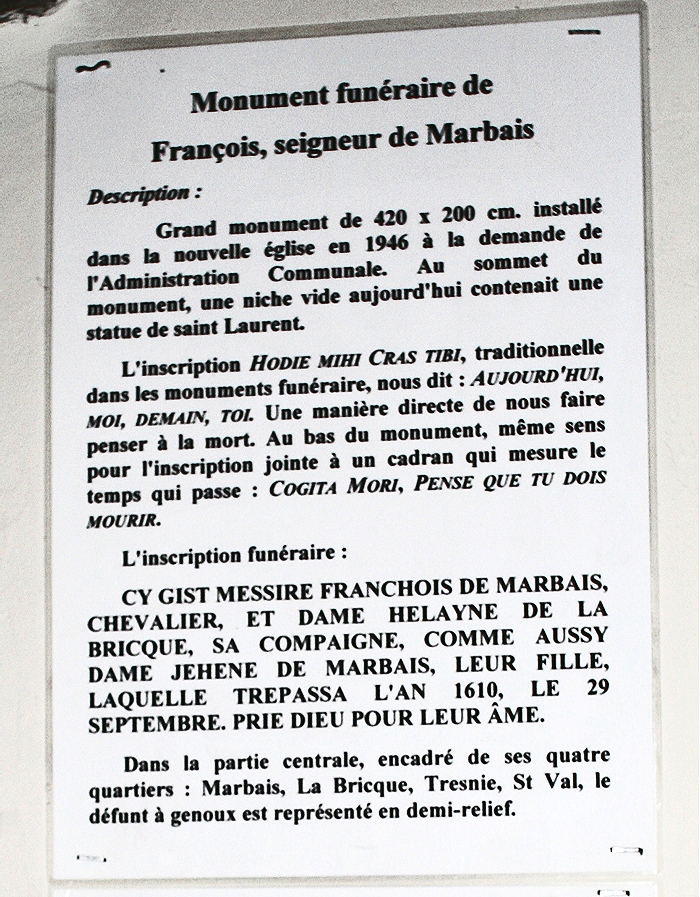 Monument funéraire de
François, seigneur de Marbais
Description :
Grand monument de 420 x 200 cm. installé
dans la nouvelle église en 1946 à la demande de
l'Administration Communale. Au sommet du
monument, une niche vide aujourd'hui contenait une
statue de saint Laurent.
L'inscription HODIE MIHI CRAS TIBI, traditionnelle
dans les monuments funéraire, nous dit : AUJOURD'HUI,
MOI, DEMAIN, TOI. Une manière directe de nous faire
penser à la mort. Au bas du monument, même sens
pour l'inscription jointe à un cadran qui mesure le
temps qui passe : COGITA MORI, PENSE QUE TU DOIS
MOURIR.
L'inscription funéraire :
CY GIST MESSIRE FRANCHOIS DE MARBAIS,
CHEVALIER, ET DAME HELAYNE DE LA
BRICQUE, SA COMPAIGNE, COMME AUSSY
DAME JEHENE DE MARBAIS, LEUR FILLE,
LAQUELLE TREPASSA L'AN 1610, LE 29
SEPTEMBRE. PRIE DIEU POUR LEUR ÂME.
Dans la partie centrale, encadré de ses quatre
quartiers : Marbais, La Bricque, Tresnie, St Val, le
défunt à genoux est représenté en demi-relief.